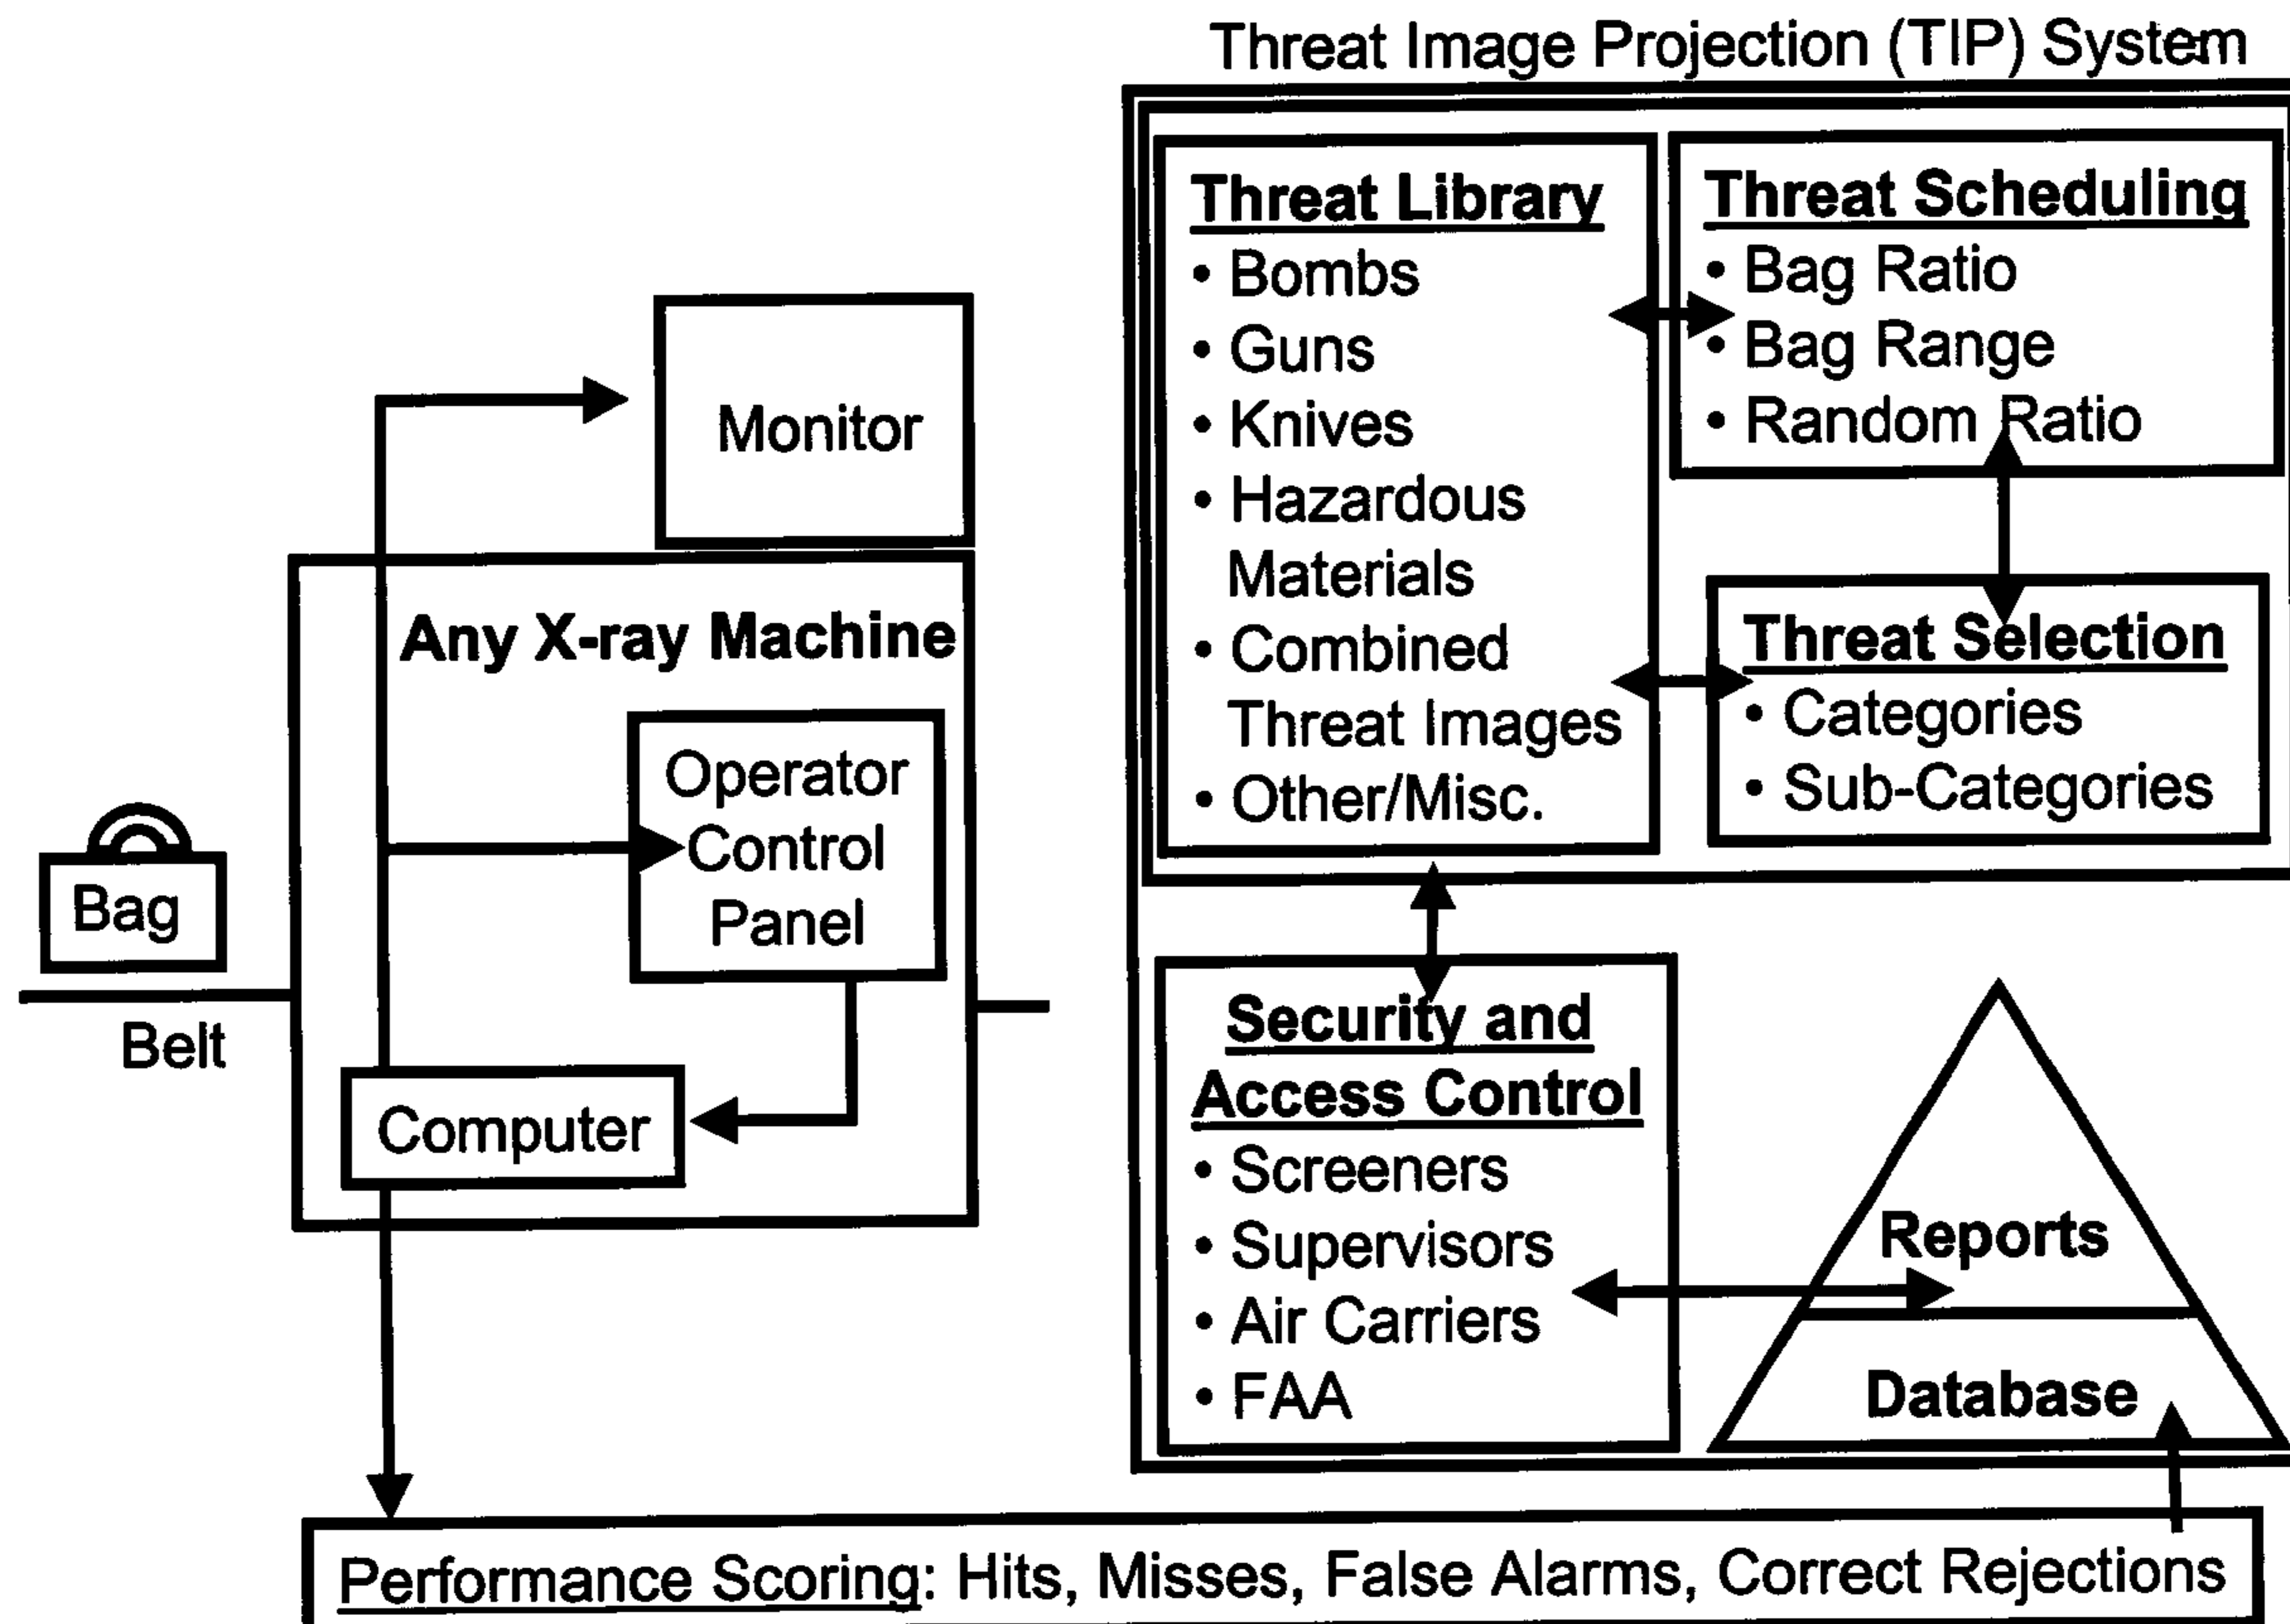 Threat Image Projection (TIP) System
Threat Library
• Bombs
• Guns
• Knives
• Hazardous
Materials
• Combined
Threat Images
• Other/Misc.
Threat Scheduling
• Bag Ratio
• Bag Range
• Random Ratio
Threat Selection
• Categories
• Sub-Categories
Monitor
Any X-ray Machine
Operator
Control
Panel
Bag
Belt
Computer
Security and
Access Control
• Screeners
• Supervisors
• Air Carriers
• FAA
Reports
Database
Performance Scoring: Hits, Misses, False Alarms, Correct Rejections